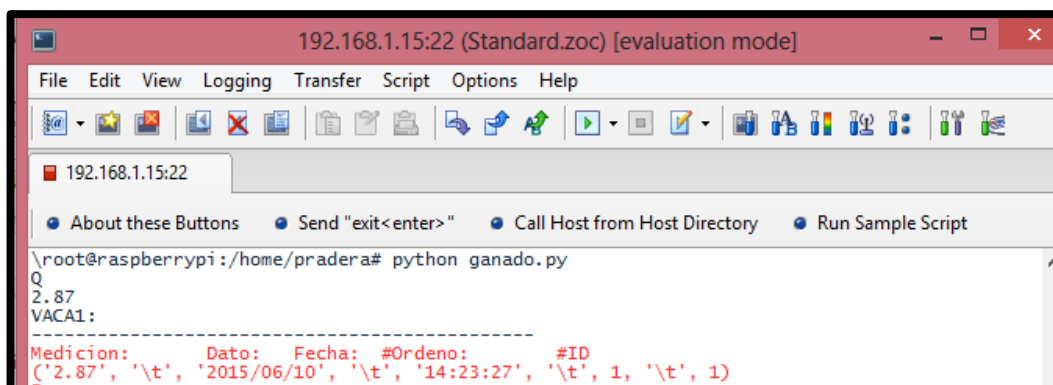 192.168.1.15:22 (Standard.zoc) [evaluation mode]
File Edit View Logging Transfer Script Options Help
192.168.1.15:22
About these Buttons Send "exit<enter>" Call Host from Host Directory Run Sample Script
\root@raspberrypi:/home/pradera# python ganado.py
Q
2.87
VACA1:
----------------------------------------------
Medicion: Dato: Fecha: #Ordeno: #ID
('2.87', '\t', '2015/06/10', '\t', '14:23:27', '\t', 1, '\t', 1)